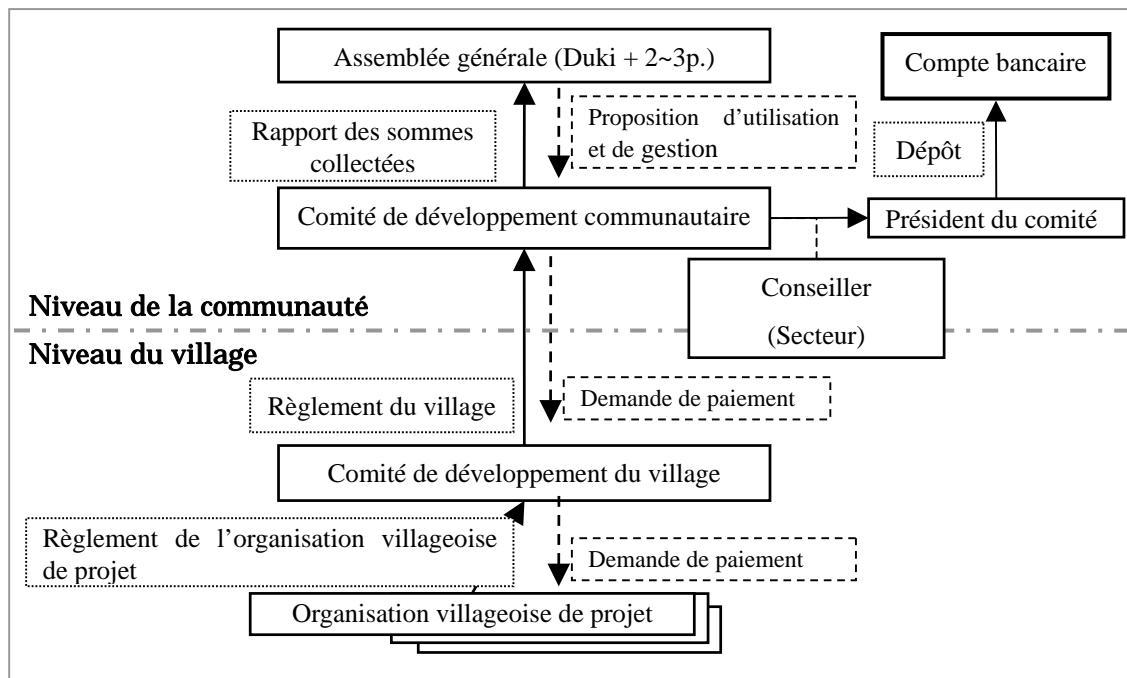 Assemblée générale (Duki + 2~3p.)
Compte bancaire
Rapport des sommes
collectées
Proposition d’utilisation
et de gestion
Dépôt
Comité de développement communautaire
Président du comité
Conseiller
(Secteur)
Niveau de la communauté
Niveau du village
Règlement du village
Demande de paiement
Comité de développement du village
Règlement de l’organisation villageoise
de projet
Demande de paiement
Organisation villageoise de projet